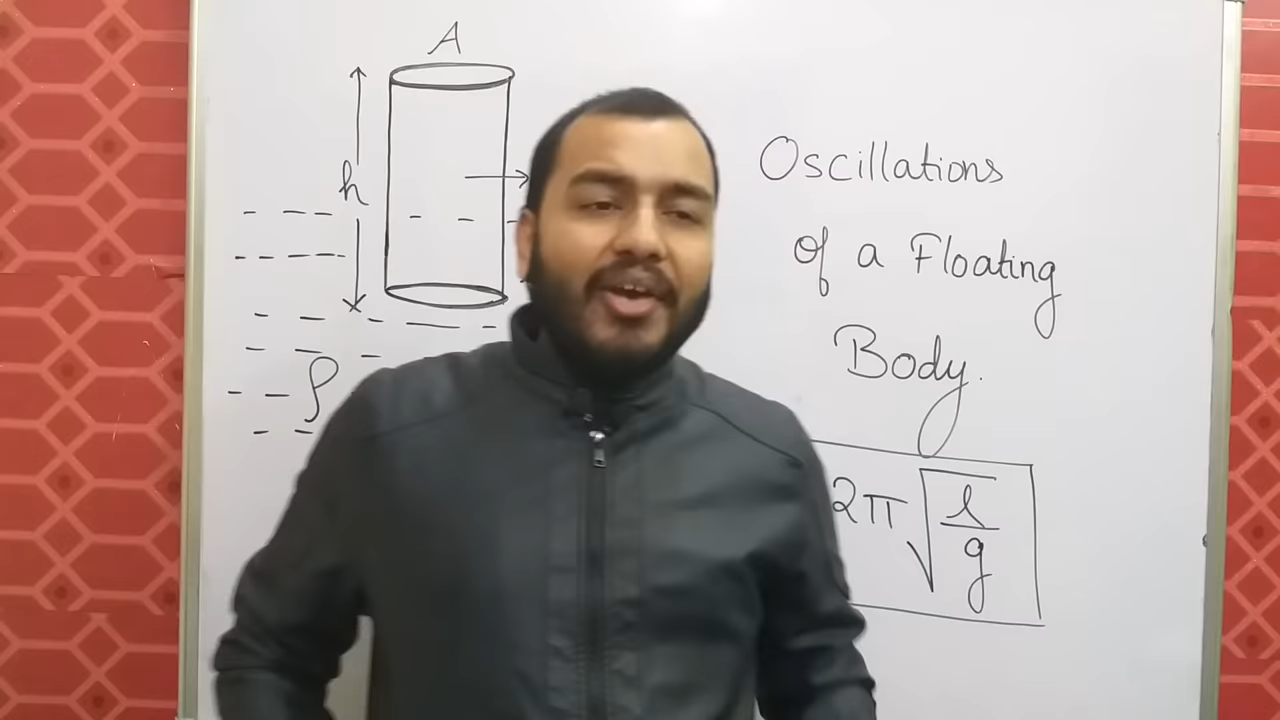 A
h
ρ
Oscillations
of a Floating
Body.
2π √(l/g)